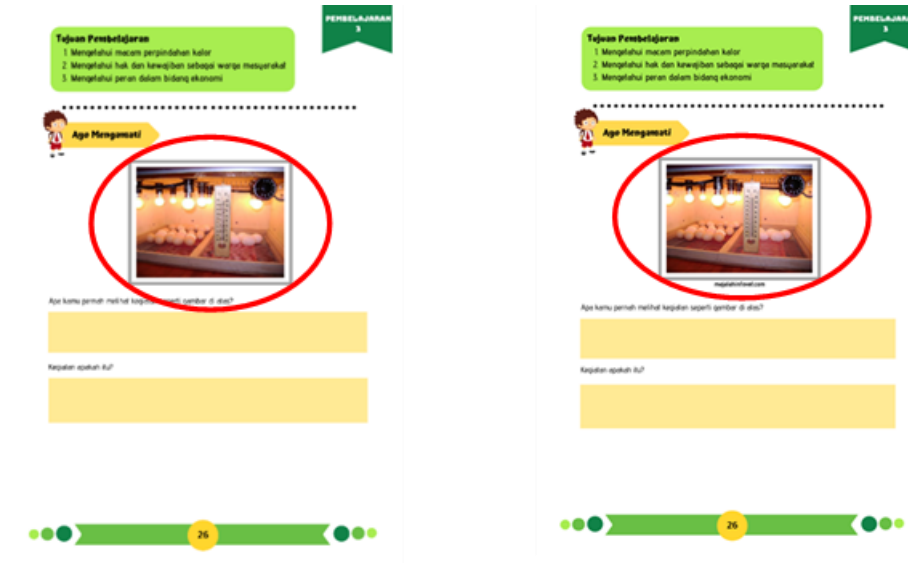 PEMBELAJARAN
3
Tujuan Pembelajaran
1. Mengetahui macam perpindahan kalor
2. Mengetahui hak dan kewajiban sebagai warga masyarakat
3. Mengetahui peran dalam bidang ekonomi
Ayo Mengamati
Apa kamu pernah melihat kegiatan seperti gambar di atas?
Kegiatan apakah itu?
26
PEMBELAJARAN
3
Tujuan Pembelajaran
1. Mengetahui macam perpindahan kalor
2. Mengetahui hak dan kewajiban sebagai warga masyarakat
3. Mengetahui peran dalam bidang ekonomi
Ayo Mengamati
Apa kamu pernah melihat kegiatan seperti gambar di atas?
Kegiatan apakah itu?
26